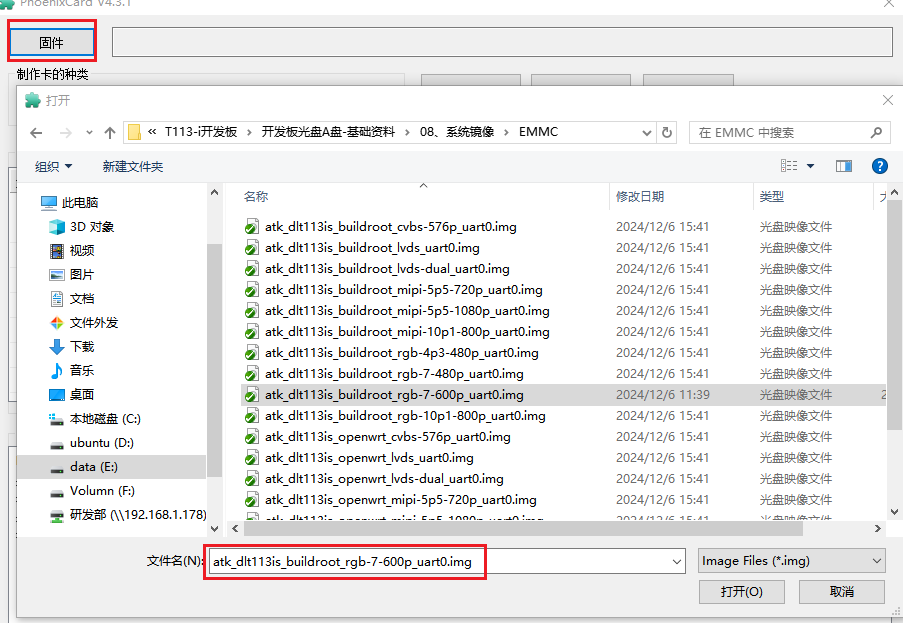 PhoenixCard V4.3.1
固件
制作卡的种类
打开
« T113-i开发板 › 开发板光盘A盘-基础资料 › 08、系统镜像 › EMMC
在 EMMC 中搜索
组织 新建文件夹
名称 修改日期 类型
此电脑
3D 对象
视频
图片
文档
文件外发
下载
音乐
桌面
本地磁盘 (C:)
ubuntu (D:)
data (E:)
Volumn (F:)
研发部 (\\192.168.1.178)
atk_dlt113is_buildroot_cvbs-576p_uart0.img 2024/12/6 15:41 光盘映像文件
atk_dlt113is_buildroot_lvds_uart0.img 2024/12/6 15:41 光盘映像文件
atk_dlt113is_buildroot_lvds-dual_uart0.img 2024/12/6 15:41 光盘映像文件
atk_dlt113is_buildroot_mipi-5p5-720p_uart0.img 2024/12/6 15:41 光盘映像文件
atk_dlt113is_buildroot_mipi-5p5-1080p_uart0.img 2024/12/6 15:41 光盘映像文件
atk_dlt113is_buildroot_mipi-10p1-800p_uart0.img 2024/12/6 15:41 光盘映像文件
atk_dlt113is_buildroot_rgb-4p3-480p_uart0.img 2024/12/6 15:41 光盘映像文件
atk_dlt113is_buildroot_rgb-7-480p_uart0.img 2024/12/6 15:41 光盘映像文件
atk_dlt113is_buildroot_rgb-7-600p_uart0.img 2024/12/6 11:39 光盘映像文件 2
atk_dlt113is_buildroot_rgb-10p1-800p_uart0.img 2024/12/6 15:41 光盘映像文件
atk_dlt113is_openwrt_cvbs-576p_uart0.img 2024/12/6 15:41 光盘映像文件
atk_dlt113is_openwrt_lvds_uart0.img 2024/12/6 15:41 光盘映像文件
atk_dlt113is_openwrt_lvds-dual_uart0.img 2024/12/6 15:41 光盘映像文件
atk_dlt113is_openwrt_mipi-5p5-720p_uart0.img 2024/12/6 15:41 光盘映像文件
atk_dlt113is_openwrt_mipi-5p5-1080p_uart0.img 2024/12/6 15:41 光盘映像文件
文件名(N): atk_dlt113is_buildroot_rgb-7-600p_uart0.img
Image Files (*.img)
打开(O) 取消